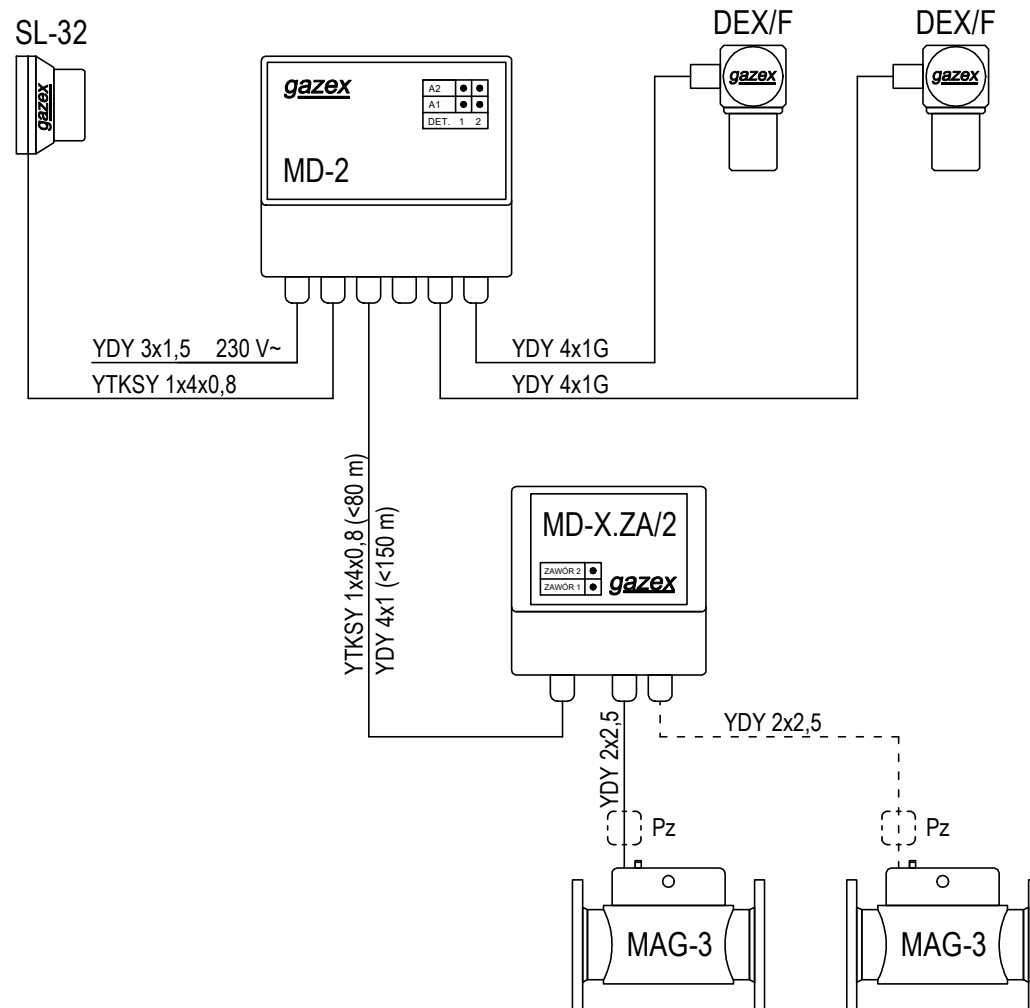 SL-32
gazex
gazex
A2
A1
DET. 1 2
MD-2
DEX/F
gazex
DEX/F
gazex
YDY 3x1,5 230 V~
YTKSY 1x4x0,8
YDY 4x1G
YDY 4x1G
YTKSY 1x4x0,8 (<80 m)
YDY 4x1 (<150 m)
MD-X.ZA/2
ZAWÓR 2
ZAWÓR 1
gazex
YDY 2x2,5
YDY 2x2,5
Pz
Pz
MAG-3
MAG-3